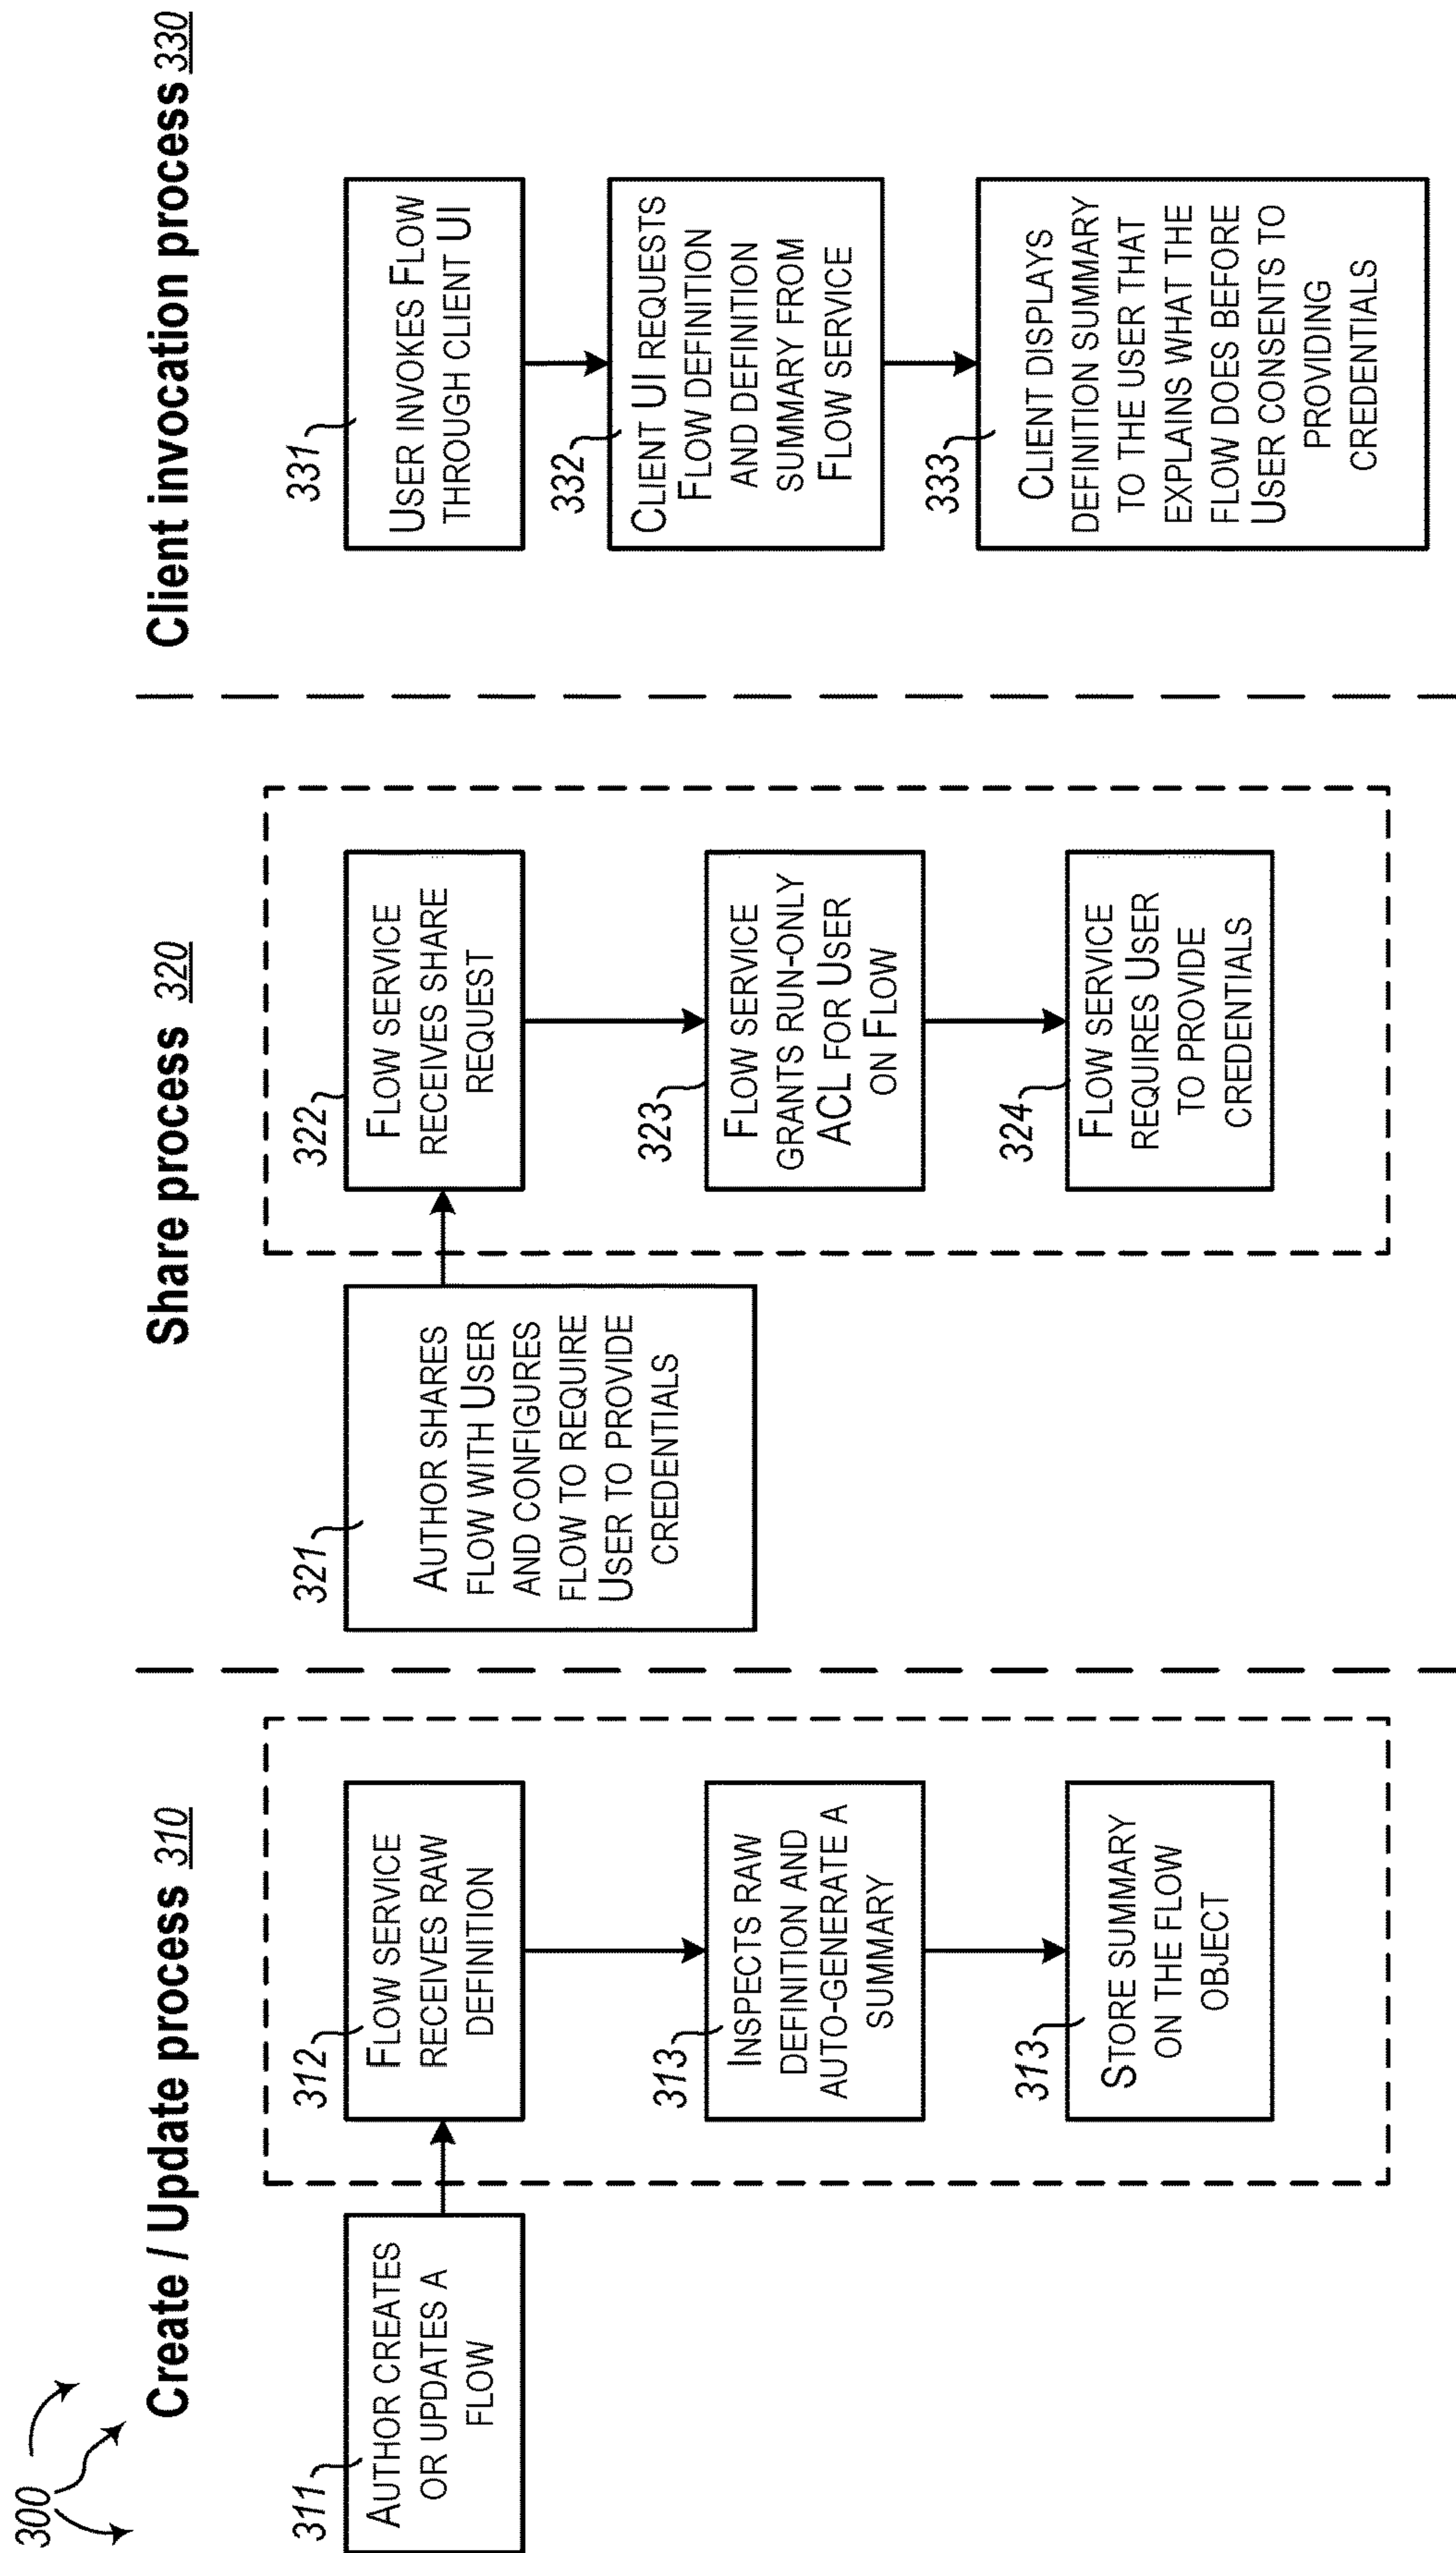 300
Create / Update process 310
311
AUTHOR CREATES
OR UPDATES A
FLOW
312
FLOW SERVICE
RECEIVES RAW
DEFINITION
313
INSPECTS RAW
DEFINITION AND
AUTO-GENERATE A
SUMMARY
313
STORE SUMMARY
ON THE FLOW
OBJECT
Share process 320
321
AUTHOR SHARES
FLOW WITH USER
AND CONFIGURES
FLOW TO REQUIRE
USER TO PROVIDE
CREDENTIALS
322
FLOW SERVICE
RECEIVES SHARE
REQUEST
323
FLOW SERVICE
GRANTS RUN-ONLY
ACL FOR USER
ON FLOW
324
FLOW SERVICE
REQUIRES USER
TO PROVIDE
CREDENTIALS
Client invocation process 330
331
USER INVOKES FLOW
THROUGH CLIENT UI
332
CLIENT UI REQUESTS
FLOW DEFINITION
AND DEFINITION
SUMMARY FROM
FLOW SERVICE
333
CLIENT DISPLAYS
DEFINITION SUMMARY
TO THE USER THAT
EXPLAINS WHAT THE
FLOW DOES BEFORE
USER CONSENTS TO
PROVIDING
CREDENTIALS